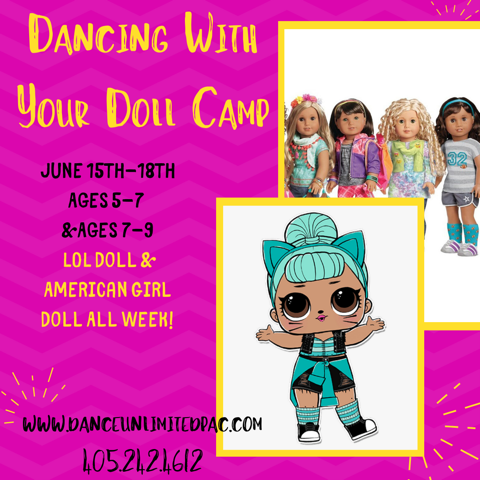 Dancing With
Your Doll Camp
JUNE 15TH-18TH
AGES 5-7
& AGES 7-9
LOL DOLL &
AMERICAN GIRL
DOLL ALL WEEK!
32
WWW.DANCEUNLIMITEDPAC.COM
405.242.4612